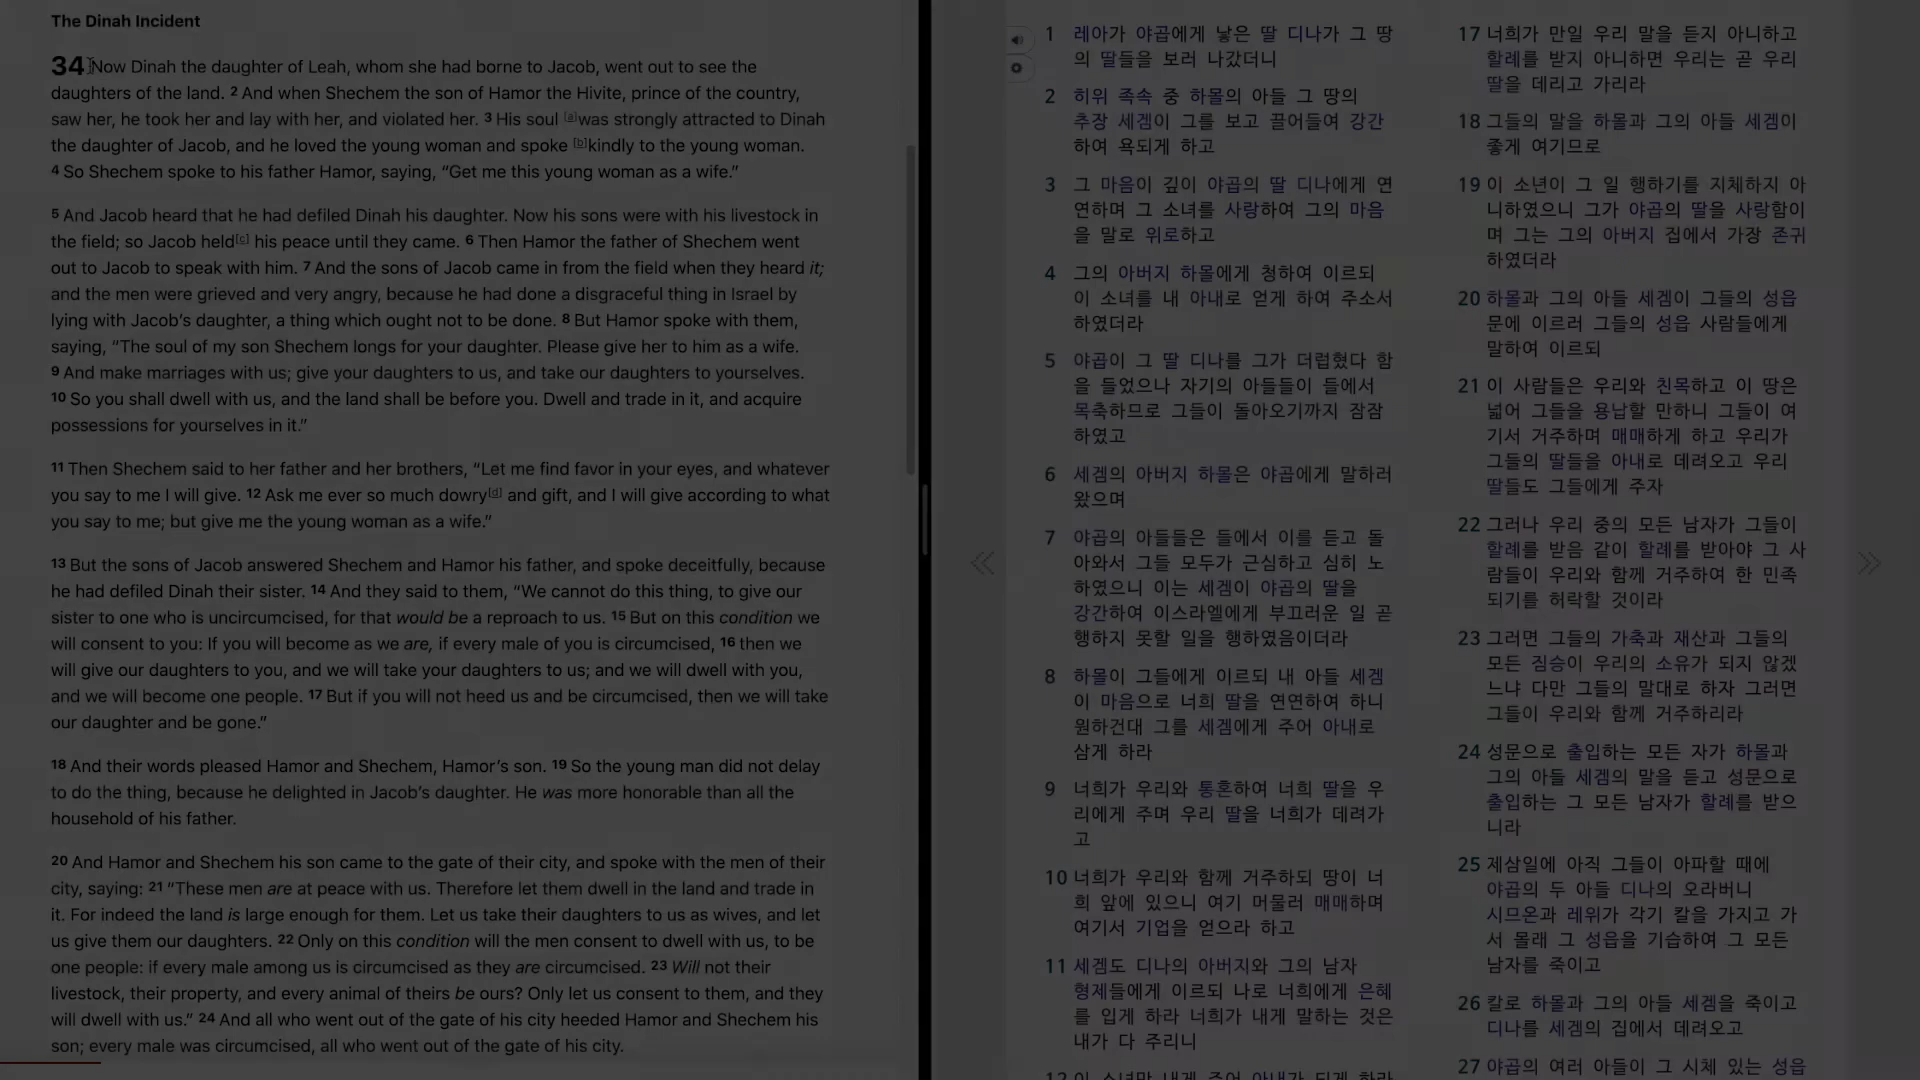 The Dinah Incident
34 Now Dinah the daughter of Leah, whom she had borne to Jacob, went out to see the
daughters of the land. 2 And when Shechem the son of Hamor the Hivite, prince of the country,
saw her, he took her and lay with her, and violated her. 3 His soul [a]was strongly attracted to Dinah
the daughter of Jacob, and he loved the young woman and spoke [b]kindly to the young woman.
4 So Shechem spoke to his father Hamor, saying, “Get me this young woman as a wife.”
5 And Jacob heard that he had defiled Dinah his daughter. Now his sons were with his livestock in
the field; so Jacob held[c] his peace until they came. 6 Then Hamor the father of Shechem went
out to Jacob to speak with him. 7 And the sons of Jacob came in from the field when they heard it;
and the men were grieved and very angry, because he had done a disgraceful thing in Israel by
lying with Jacob’s daughter, a thing which ought not to be done. 8 But Hamor spoke with them,
saying, “The soul of my son Shechem longs for your daughter. Please give her to him as a wife.
9 And make marriages with us; give your daughters to us, and take our daughters to yourselves.
10 So you shall dwell with us, and the land shall be before you. Dwell and trade in it, and acquire
possessions for yourselves in it.”
11 Then Shechem said to her father and her brothers, “Let me find favor in your eyes, and whatever
you say to me I will give. 12 Ask me ever so much dowry[d] and gift, and I will give according to what
you say to me; but give me the young woman as a wife.”
13 But the sons of Jacob answered Shechem and Hamor his father, and spoke deceitfully, because
he had defiled Dinah their sister. 14 And they said to them, “We cannot do this thing, to give our
sister to one who is uncircumcised, for that would be a reproach to us. 15 But on this condition we
will consent to you: If you will become as we are, if every male of you is circumcised, 16 then we
will give our daughters to you, and we will take your daughters to us; and we will dwell with you,
and we will become one people. 17 But if you will not heed us and be circumcised, then we will take
our daughter and be gone.”
18 And their words pleased Hamor and Shechem, Hamor’s son. 19 So the young man did not delay
to do the thing, because he delighted in Jacob’s daughter. He was more honorable than all the
household of his father.
20 And Hamor and Shechem his son came to the gate of their city, and spoke with the men of their
city, saying: 21 “These men are at peace with us. Therefore let them dwell in the land and trade in
it. For indeed the land is large enough for them. Let us take their daughters to us as wives, and let
us give them our daughters. 22 Only on this condition will the men consent to dwell with us, to be
one people: if every male among us is circumcised as they are circumcised. 23 Will not their
livestock, their property, and every animal of theirs be ours? Only let us consent to them, and they
will dwell with us.” 24 And all who went out of the gate of his city heeded Hamor and Shechem his
son; every male was circumcised, all who went out of the gate of his city.
1 레아가 야곱에게 낳은 딸 디나가 그 땅
의 딸들을 보러 나갔더니
2 히위 족속 중 하몰의 아들 그 땅의
추장 세겜이 그를 보고 끌어들여 강간
하여 욕되게 하고
3 그 마음이 깊이 야곱의 딸 디나에게 연
연하며 그 소녀를 사랑하여 그의 마음
을 말로 위로하고
4 그의 아버지 하몰에게 청하여 이르되
이 소녀를 내 아내로 얻게 하여 주소서
하였더라
5 야곱이 그 딸 디나를 그가 더럽혔다 함
을 들었으나 자기의 아들들이 들에서
목축하므로 그들이 돌아오기까지 잠잠
하였고
6 세겜의 아버지 하몰은 야곱에게 말하러
왔으며
7 야곱의 아들들은 들에서 이를 듣고 돌
아와서 그들 모두가 근심하고 심히 노
하였으니 이는 세겜이 야곱의 딸을
강간하여 이스라엘에게 부끄러운 일 곧
행하지 못할 일을 행하였음이더라
8 하몰이 그들에게 이르되 내 아들 세겜
이 마음으로 너희 딸을 연연하여 하니
원하건대 그를 세겜에게 주어 아내로
삼게 하라
9 너희가 우리와 통혼하여 너희 딸을 우
리에게 주며 우리 딸을 너희가 데려가
고
10 너희가 우리와 함께 거주하되 땅이 너
희 앞에 있으니 여기 머물러 매매하며
여기서 기업을 얻으라 하고
11 세겜도 디나의 아버지와 그의 남자
형제들에게 이르되 나로 너희에게 은혜
를 입게 하라 너희가 내게 말하는 것은
내가 다 주리니
12 이 소녀만 내게 주어 아내가 되게 하라
17 너희가 만일 우리 말을 듣지 아니하고
할례를 받지 아니하면 우리는 곧 우리
딸을 데리고 가리라
18 그들의 말을 하몰과 그의 아들 세겜이
좋게 여기므로
19 이 소년이 그 일 행하기를 지체하지 아
니하였으니 그가 야곱의 딸을 사랑함이
며 그는 그의 아버지 집에서 가장 존귀
하였더라
20 하몰과 그의 아들 세겜이 그들의 성읍
문에 이르러 그들의 성읍 사람들에게
말하여 이르되
21 이 사람들은 우리와 친목하고 이 땅은
넓어 그들을 용납할 만하니 그들이 여
기서 거주하며 매매하게 하고 우리가
그들의 딸들을 아내로 데려오고 우리
딸들도 그들에게 주자
22 그러나 우리 중의 모든 남자가 그들이
할례를 받음 같이 할례를 받아야 그 사
람들이 우리와 함께 거주하여 한 민족
되기를 허락할 것이라
23 그러면 그들의 가축과 재산과 그들의
모든 짐승이 우리의 소유가 되지 않겠
느냐 다만 그들의 말대로 하자 그러면
그들이 우리와 함께 거주하리라
24 성문으로 출입하는 모든 자가 하몰과
그의 아들 세겜의 말을 듣고 성문으로
출입하는 그 모든 남자가 할례를 받으
니라
25 제삼일에 아직 그들이 아파할 때에
야곱의 두 아들 디나의 오라버니
시므온과 레위가 각기 칼을 가지고 가
서 몰래 그 성읍을 기습하여 그 모든
남자를 죽이고
26 칼로 하몰과 그의 아들 세겜을 죽이고
디나를 세겜의 집에서 데려오고
27 야곱의 여러 아들이 그 시체 있는 성읍